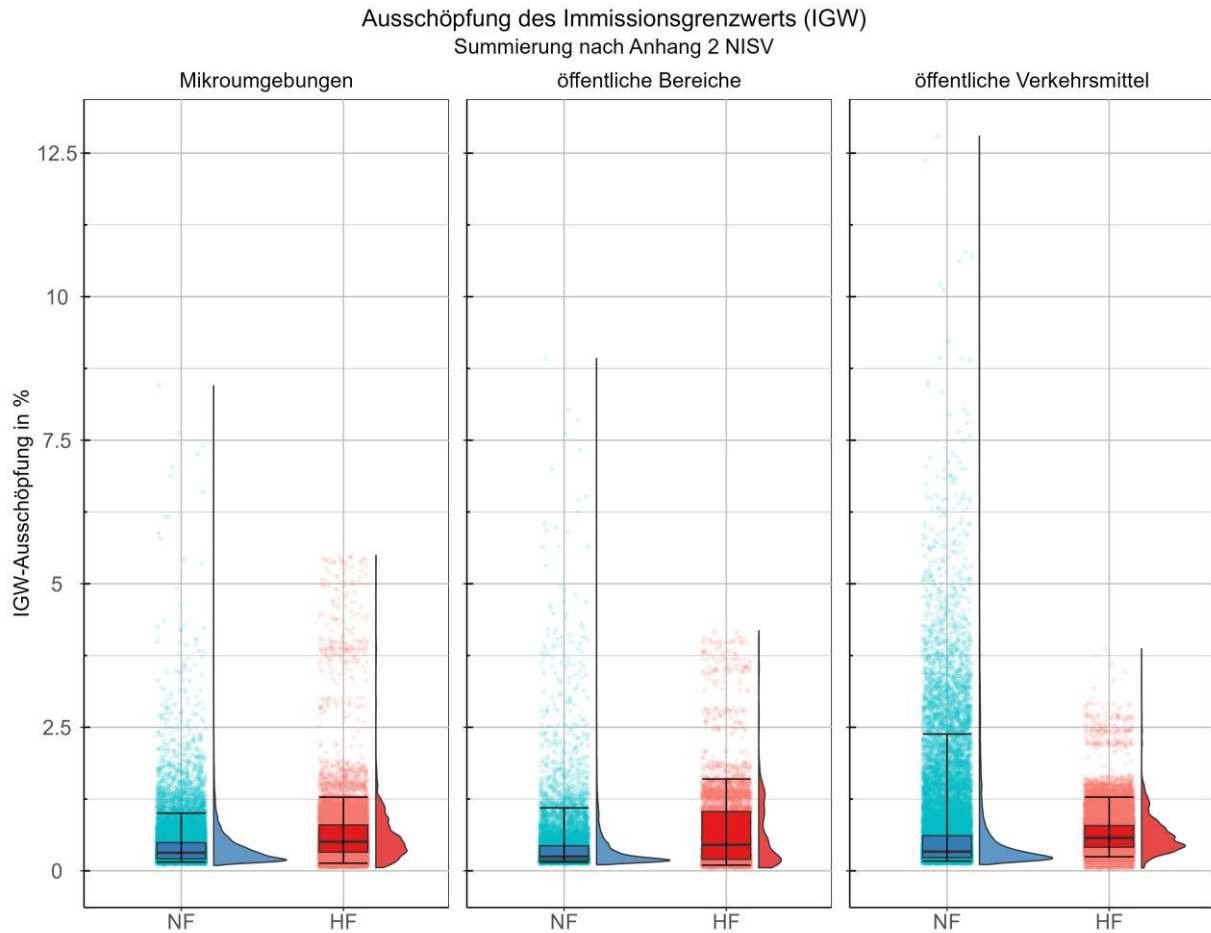 Ausschöpfung des Immissionsgrenzwerts (IGW)
Summierung nach Anhang 2 NISV
Mikroumgebungen
öffentliche Bereiche
öffentliche Verkehrsmittel
IGW-Ausschöpfung in %
12.5
10
7.5
5
2.5
0
NF HF NF HF NF HF